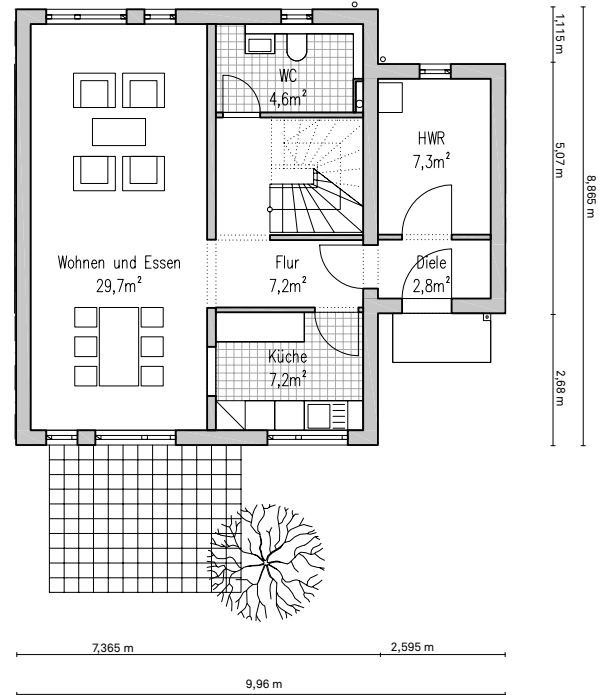 WC
4,6m²
HWR
7,3m²
Wohnen und Essen
29,7m²
Flur
7,2m²
Diele
2,8m²
Küche
7,2m²
1,115 m
5,07 m
8,865 m
2,68 m
7,365 m
2,595 m
9,96 m